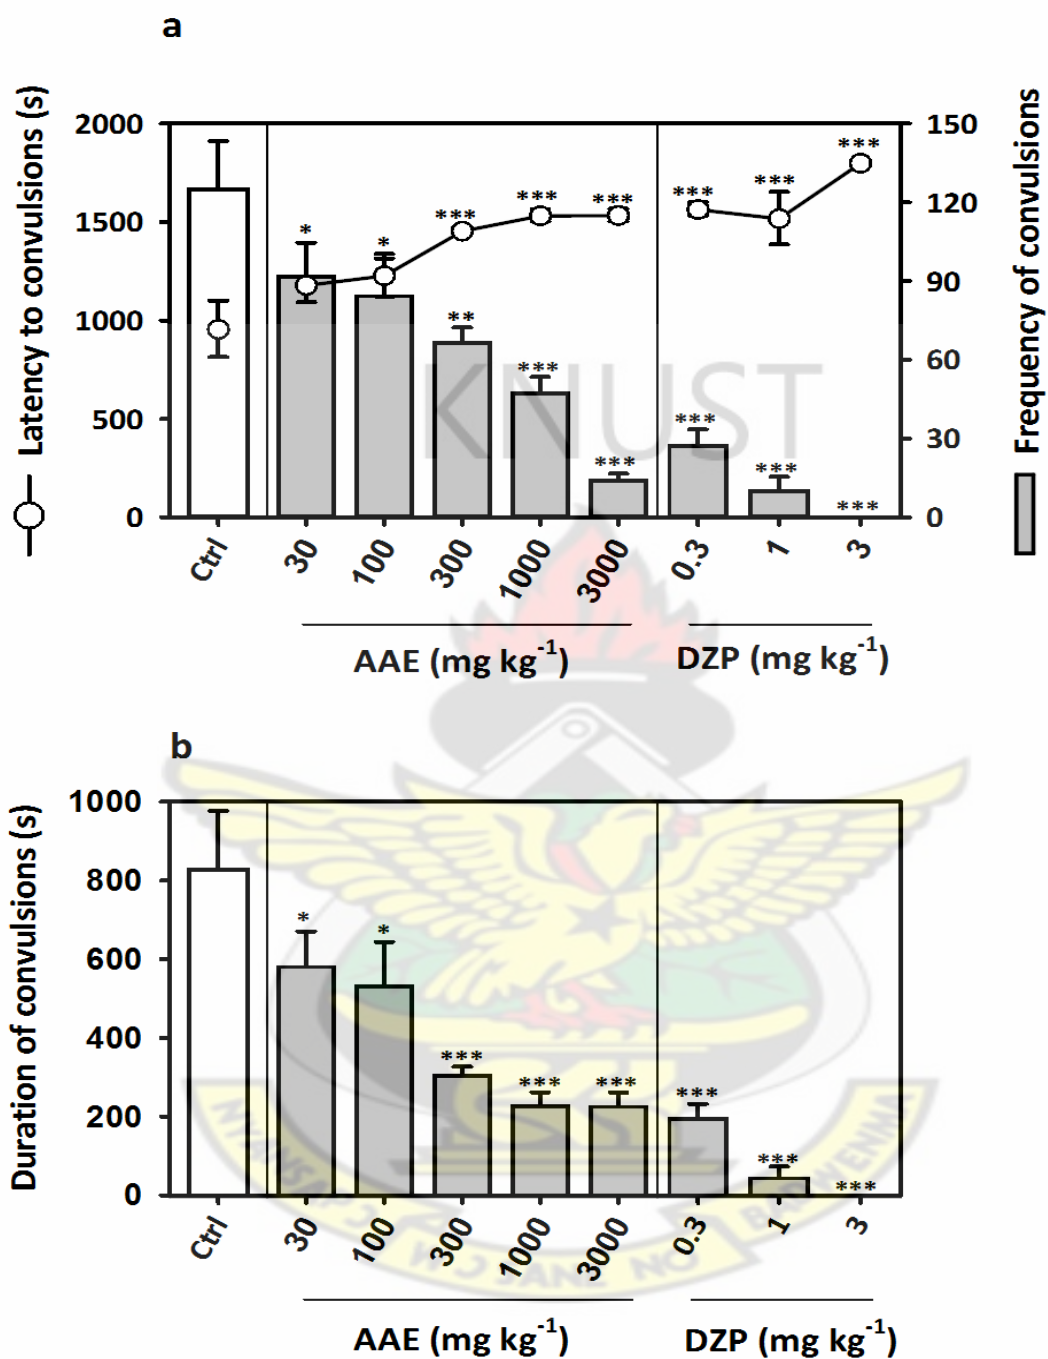 a
Latency to convulsions (s)
Frequency of convulsions
2000
1500
1000
500
0
150
120
90
60
30
0
* * *** *** *** *** *** ***
** *** *** *** *** ***
KNUST
Ctrl 30 100 300 1000 3000 0.3 1 3
AAE (mg kg⁻¹) DZP (mg kg⁻¹)
b
Duration of convulsions (s)
1000
800
600
400
200
0
* * *** *** *** *** *** ***
Ctrl 30 100 300 1000 3000 0.3 1 3
AAE (mg kg⁻¹) DZP (mg kg⁻¹)